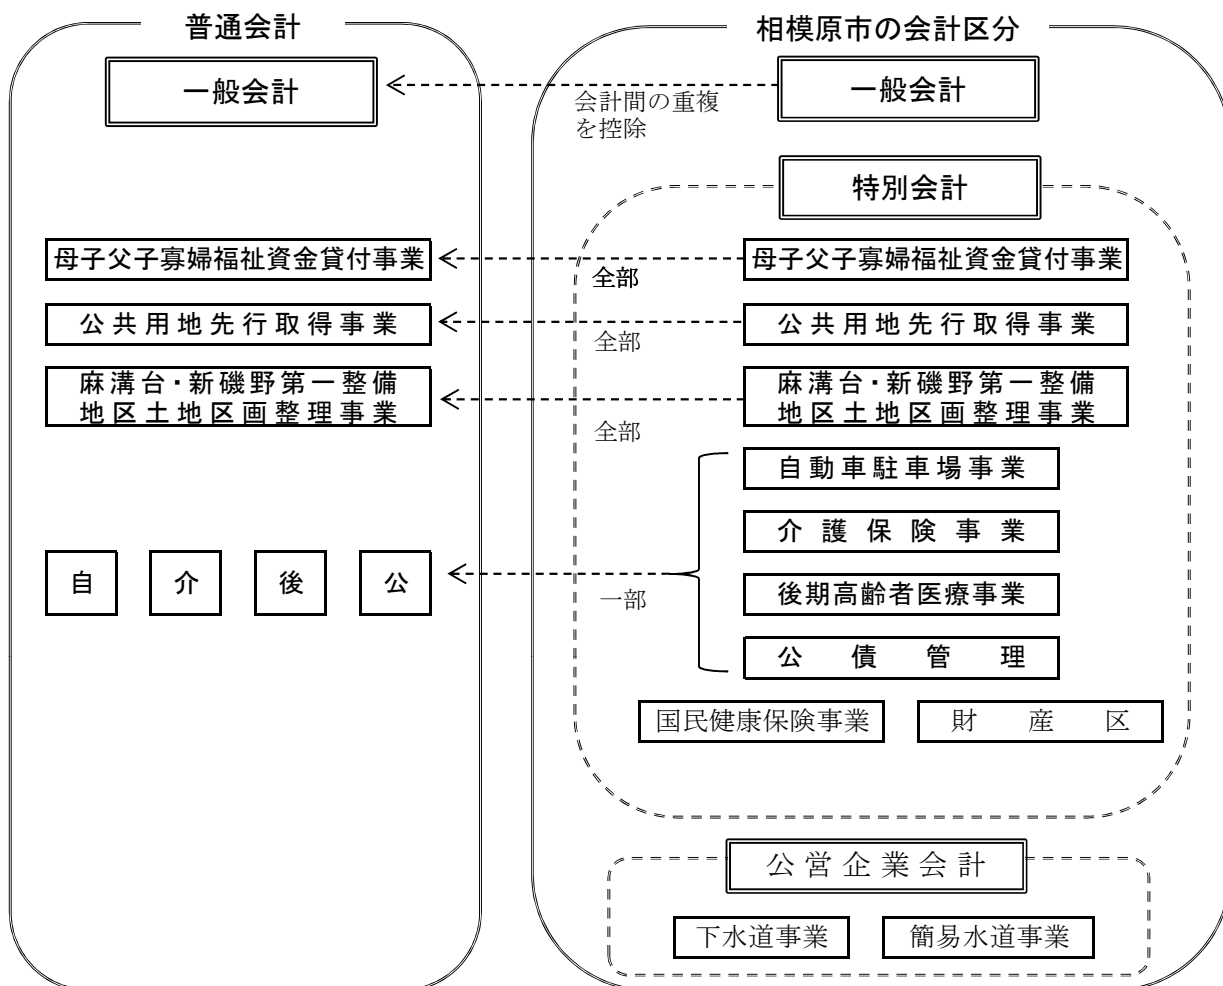 普通会計
相模原市の会計区分
一般会計
会計間の重複
を控除
一般会計
特別会計
母子父子寡婦福祉資金貸付事業
全部
母子父子寡婦福祉資金貸付事業
公共用地先行取得事業
全部
公共用地先行取得事業
麻溝台・新磯野第一整備
地区土地区画整理事業
全部
麻溝台・新磯野第一整備
地区土地区画整理事業
自動車駐車場事業
介護保険事業
自
介
後
公
一部
後期高齢者医療事業
公債管理
国民健康保険事業
財産区
公営企業会計
下水道事業
簡易水道事業